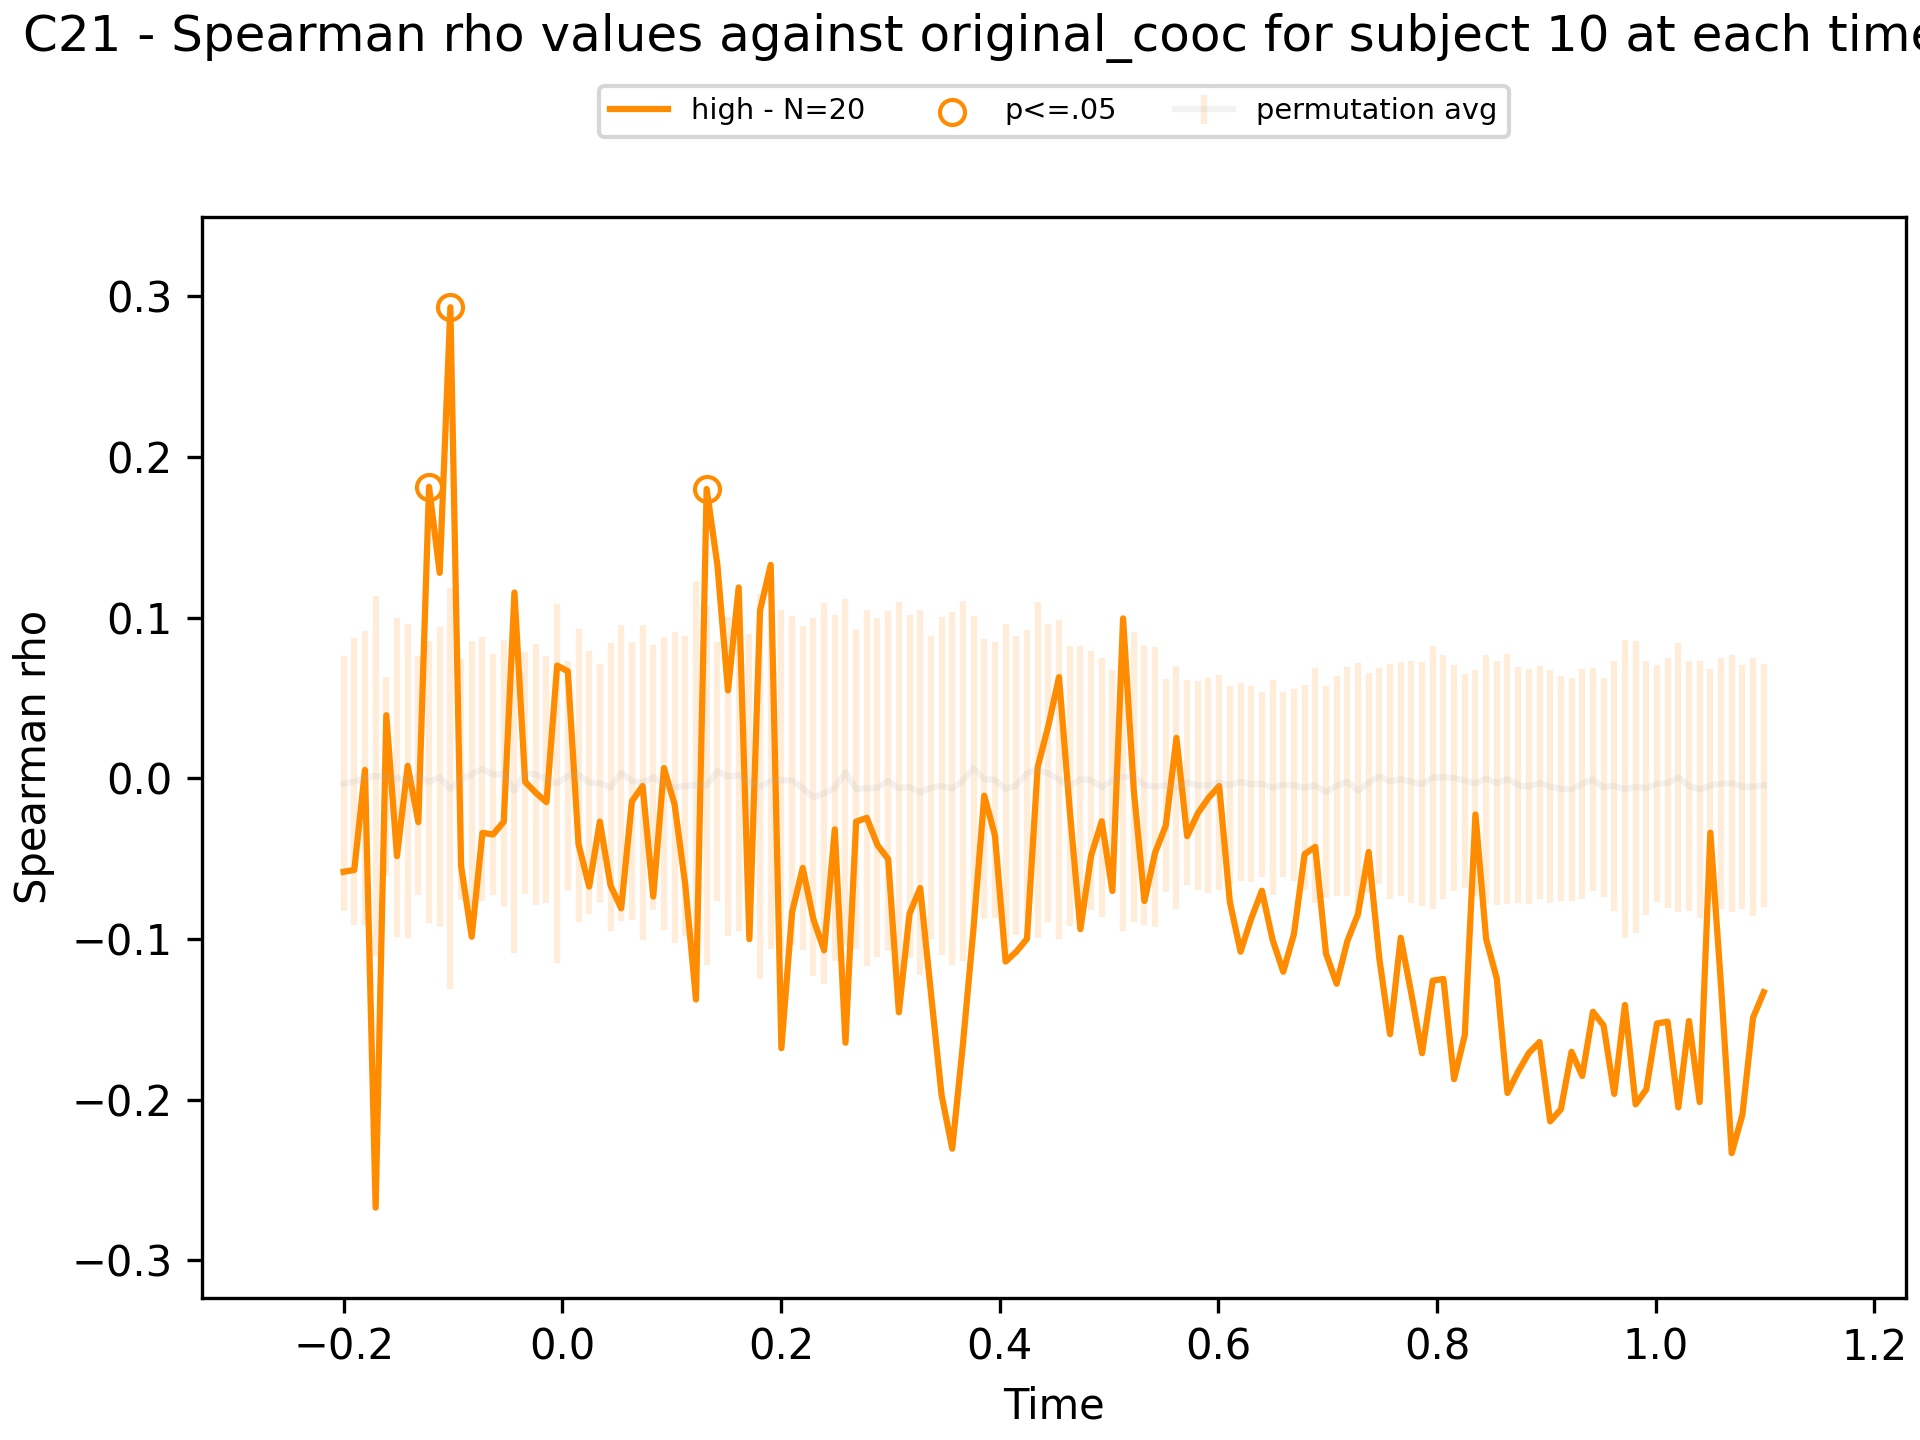 C21 - Spearman rho values against original_cooc for subject 10 at each time
high - N=20 p<=.05 permutation avg
0.3
0.2
0.1
0.0
−0.1
−0.2
−0.3
Spearman rho
−0.2 0.0 0.2 0.4 0.6 0.8 1.0 1.2
Time